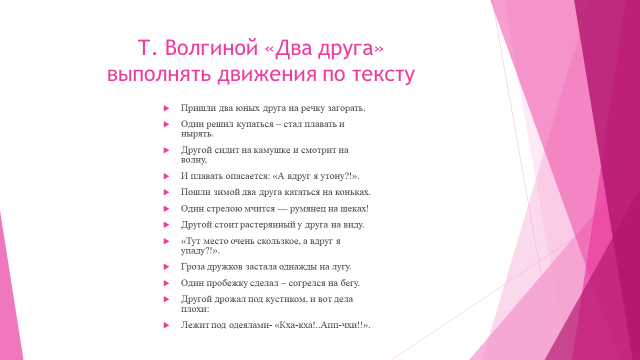 Т. Волгиной «Два друга»
выполнять движения по тексту
Пришли два юных друга на речку загорать.
Один решил купаться – стал плавать и
нырять.
Другой сидит на камушке и смотрит на
волну,
И плавать опасается: «А вдруг я утону?!».
Пошли зимой два друга кататься на коньках.
Один стрелою мчится — румянец на щеках!
Другой стоит растерянный у друга на виду.
«Тут место очень скользкое, а вдруг я
упаду?!».
Гроза дружков застала однажды на лугу.
Один пробежку сделал – согрелся на бегу.
Другой дрожал под кустиком, и вот дела
плохи:
Лежит под одеялами- «Кха-кха!..Апп-чхи!!».